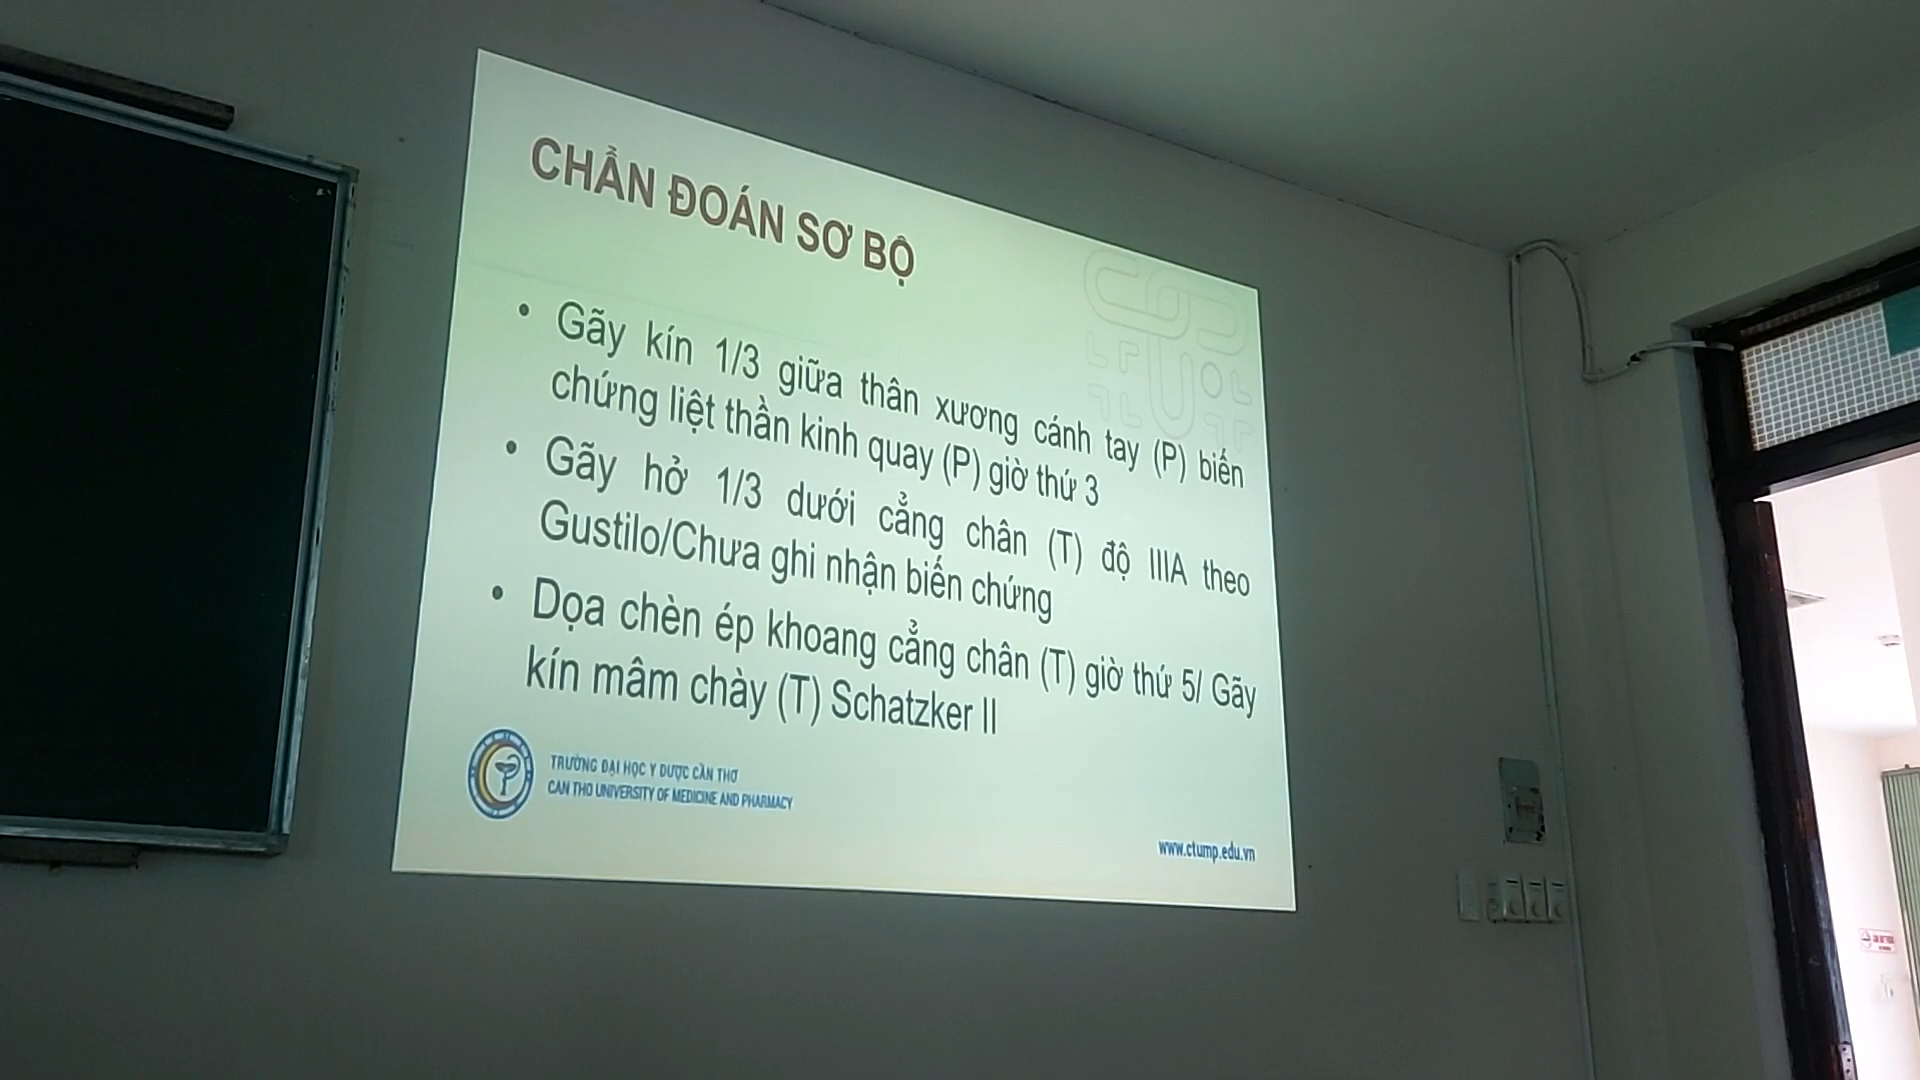 CHẨN ĐOÁN SƠ BỘ
• Gãy kín 1/3 giữa thân xương cánh tay (P) biến
chứng liệt thần kinh quay (P) giờ thứ 3
• Gãy hở 1/3 dưới cẳng chân (T) độ IIIA theo
Gustilo/Chưa ghi nhận biến chứng
• Dọa chèn ép khoang cẳng chân (T) giờ thứ 5/ Gãy
kín mâm chày (T) Schatzker II
TRƯỜNG ĐẠI HỌC Y DƯỢC CẦN THƠ
CAN THO UNIVERSITY OF MEDICINE AND PHARMACY
www.ctump.edu.vn